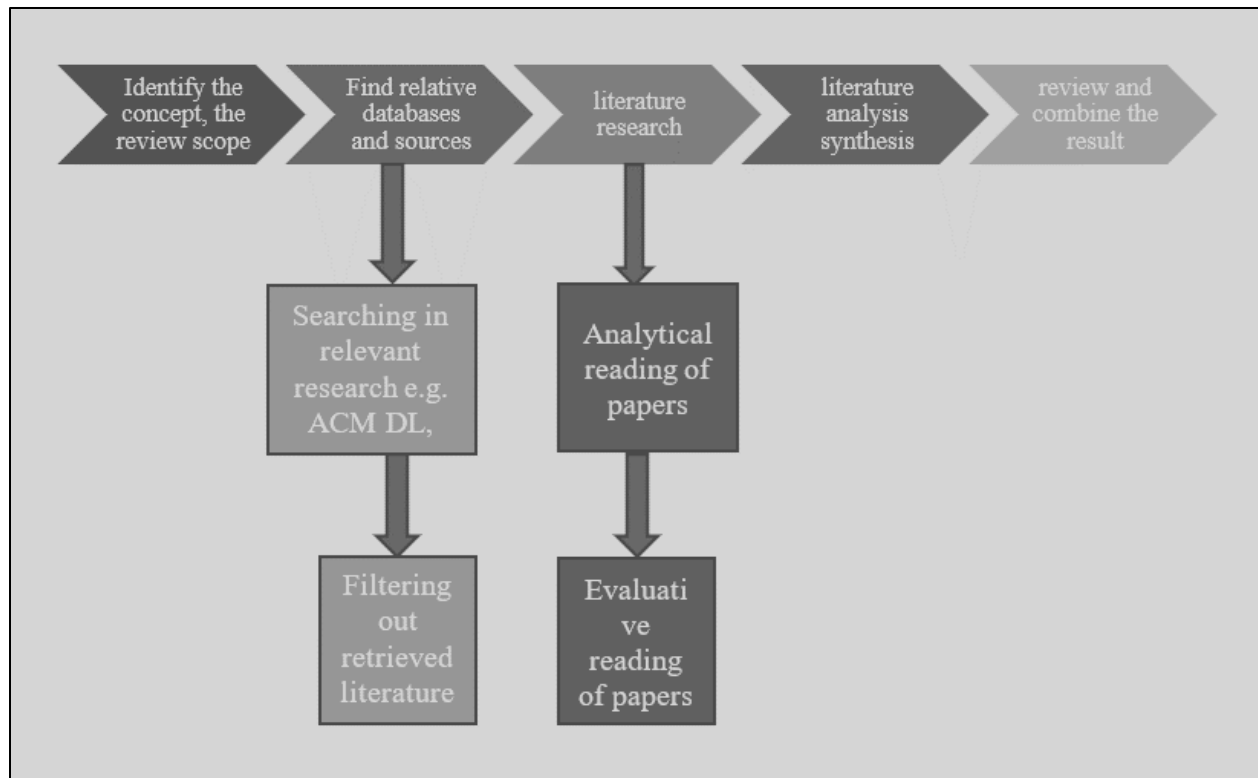 Identify the
concept, the
review scope
Find relative
databases
and sources
literature
research
literature
analysis
synthesis
review and
combine the
result
Searching in
relevant
research e.g.
ACM DL,
Analytical
reading of
papers
Filtering
out
retrieved
literature
Evaluati
ve
reading
of papers